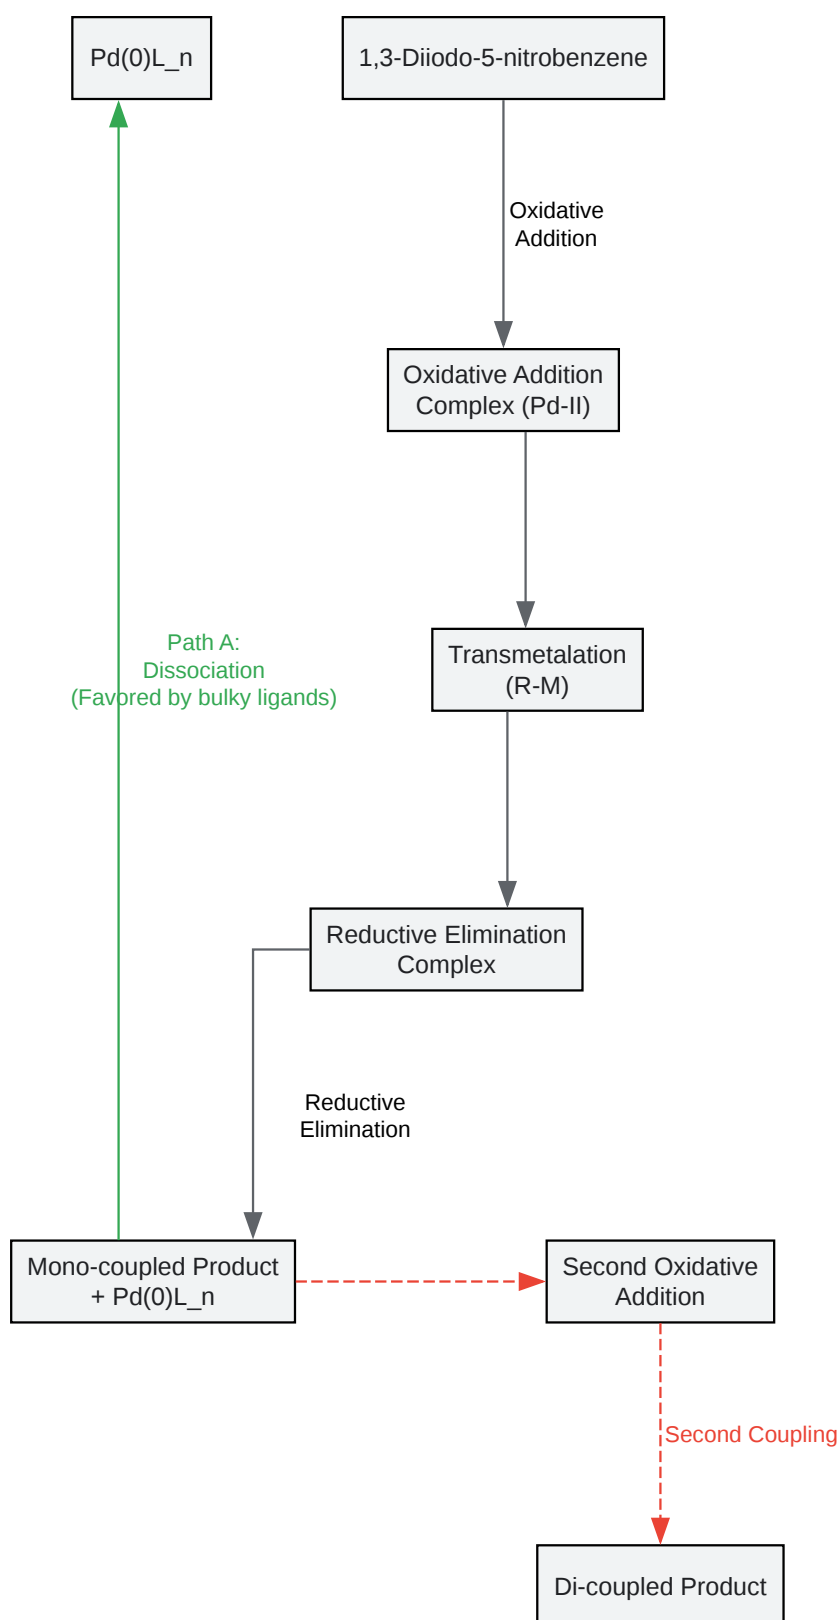 Pd(0)L_n
1,3-Diiodo-5-nitrobenzene
Oxidative
Addition
Oxidative Addition
Complex (Pd-II)
Path A:
Dissociation
(Favored by bulky ligands)
Transmetalation
(R-M)
Reductive Elimination
Complex
Reductive
Elimination
Mono-coupled Product
+ Pd(0)L_n
Second Oxidative
Addition
Second Coupling
Di-coupled Product